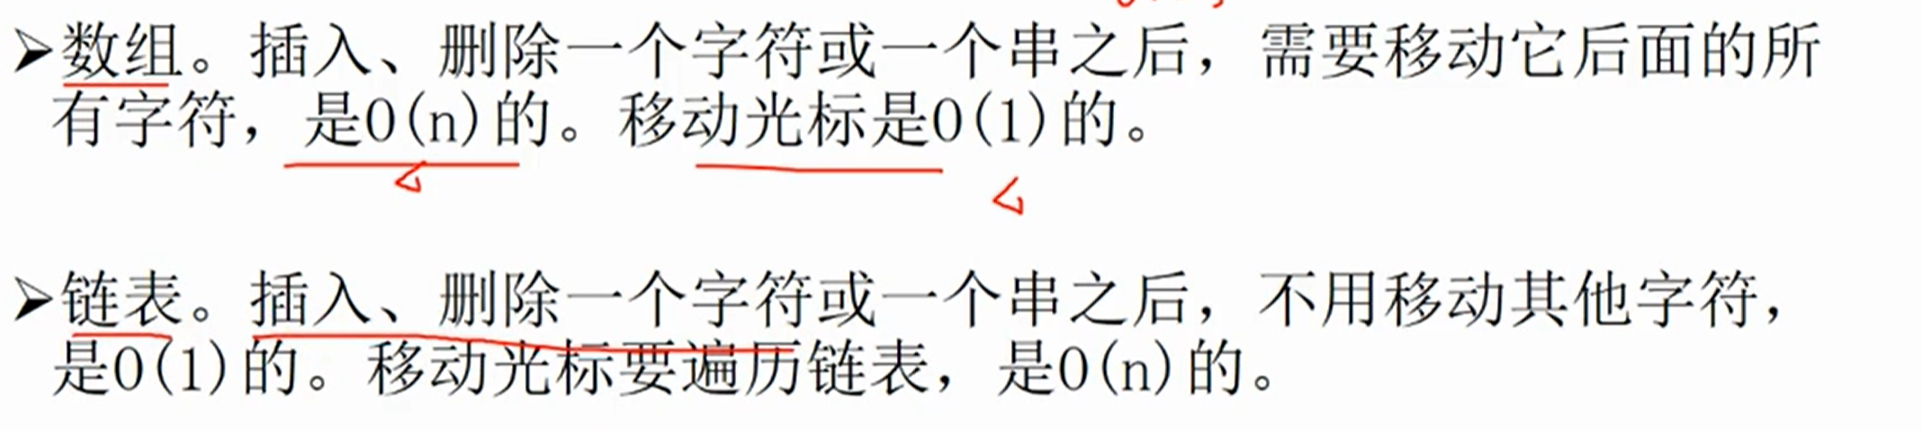 ➢数组。插入、删除一个字符或一个串之后，需要移动它后面的所
有字符，是O(n)的。移动光标是O(1)的。
➢链表。插入、删除一个字符或一个串之后，不用移动其他字符，
是O(1)的。移动光标要遍历链表，是O(n)的。